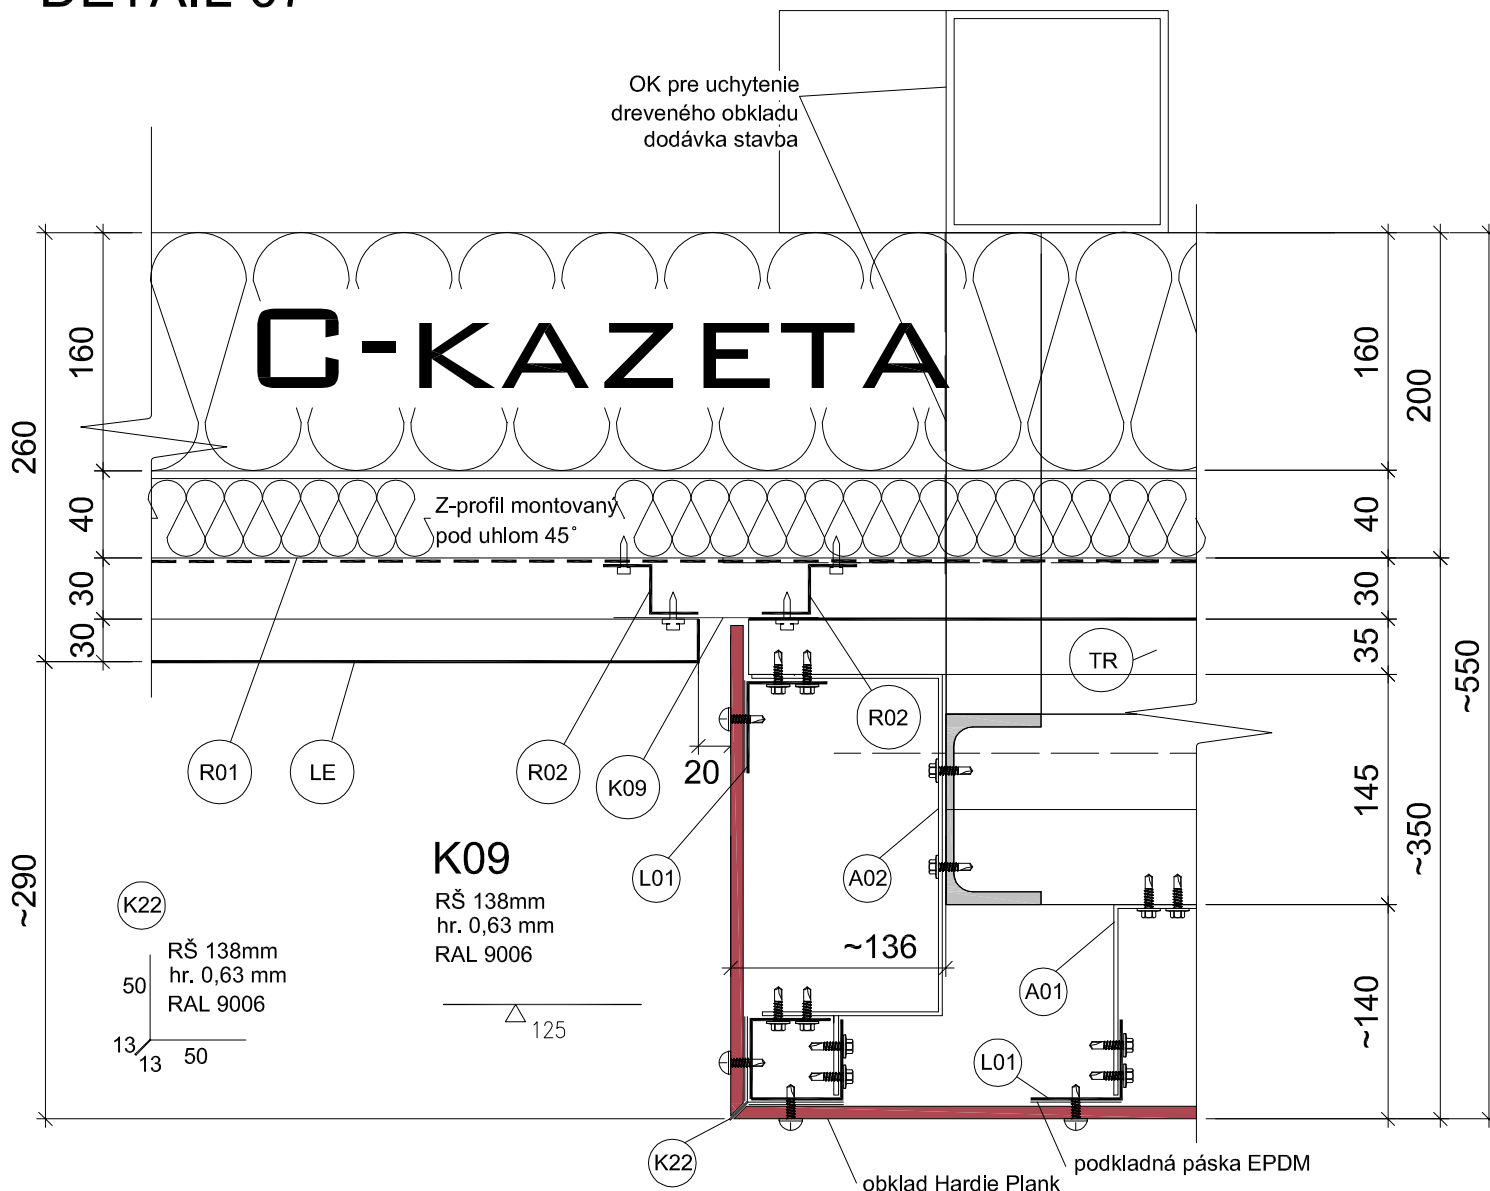 OK pre uchytenie
dreveného obkladu
dodávka stavba
C-KAZETA
160
260
40
30
30
~290
Z-profil montovaný
pod uhlom 45°
160
200
40
30
35
~550
145
~350
~140
TR
R01
LE
R02
K09
20
R02
L01
A02
K09
RŠ 138mm
hr. 0,63 mm
RAL 9006
125
K22
RŠ 138mm
hr. 0,63 mm
RAL 9006
50
13
13
50
~136
A01
L01
K22
podkladná páska EPDM
obklad Hardie Plank